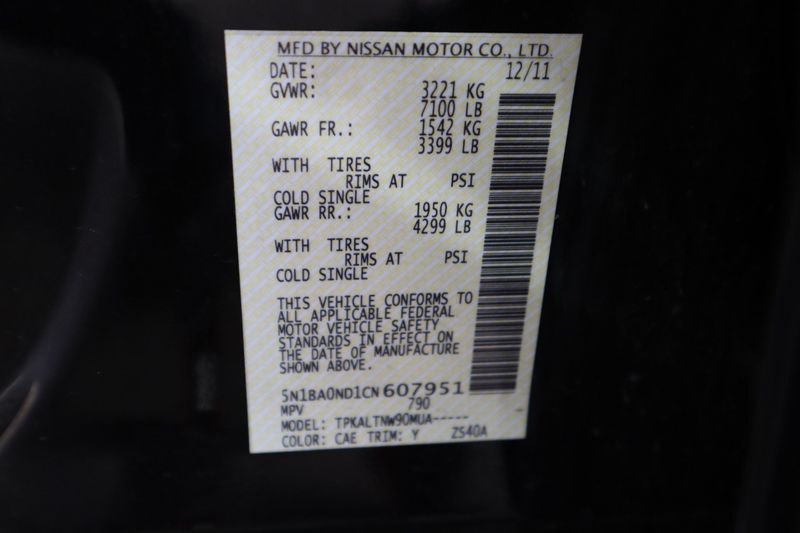 MFD BY NISSAN MOTOR CO., LTD.
DATE: 12/11
GVWR: 3221 KG
7100 LB
GAWR FR.: 1542 KG
3399 LB
WITH TIRES
RIMS AT PSI
COLD SINGLE
GAWR RR.: 1950 KG
4299 LB
WITH TIRES
RIMS AT PSI
COLD SINGLE
THIS VEHICLE CONFORMS TO
ALL APPLICABLE FEDERAL
MOTOR VEHICLE SAFETY
STANDARDS IN EFFECT ON
THE DATE OF MANUFACTURE
SHOWN ABOVE.
5N1BA0ND1CN607951
MPV 790
MODEL: TPKALTNW90MUA-----
COLOR: CAE TRIM: Y ZS40A